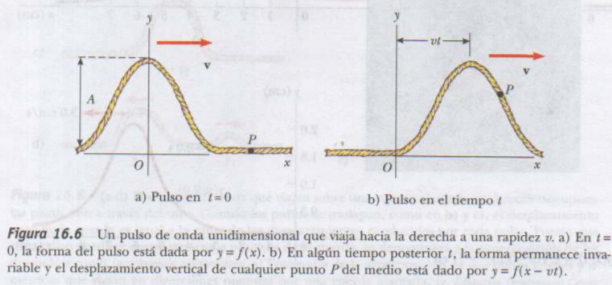 y
v
A
P
O
x
a) Pulso en t = 0
y
vt
v
P
O
x
b) Pulso en el tiempo t
Figura 16.6 Un pulso de onda unidimensional que viaja hacia la derecha a una rapidez v. a) En t =
0, la forma del pulso está dada por y = f(x). b) En algún tiempo posterior t, la forma permanece inva-
riable y el desplazamiento vertical de cualquier punto P del medio está dado por y = f(x − vt).